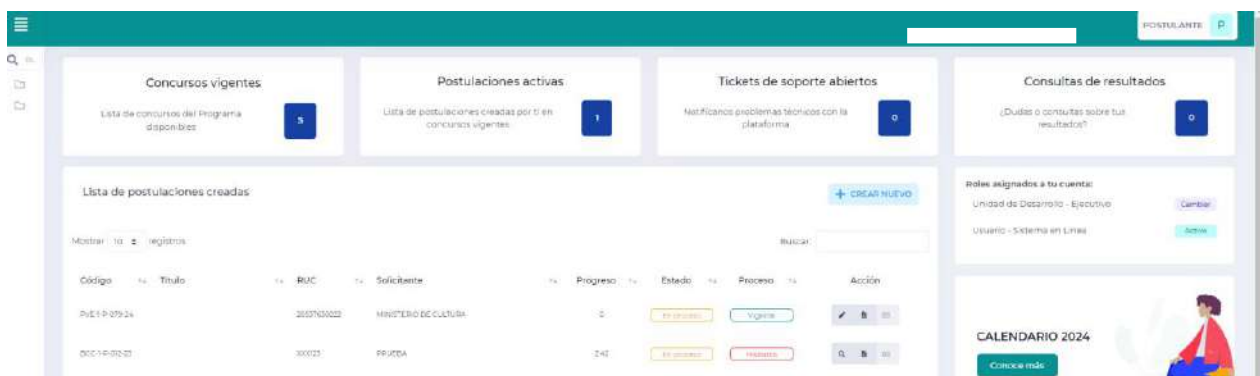 POSTULANTE P
Concursos vigentes
Lista de concursos del Programa
disponibles
5
Postulaciones activas
Lista de postulaciones creadas por ti en
concursos vigentes
1
Tickets de soporte abiertos
Notifícanos problemas técnicos con la
plataforma
0
Consultas de resultados
¿Dudas o consultas sobre tus
resultados?
0
Lista de postulaciones creadas
+ CREAR NUEVO
Mostrar 10 registros
Buscar:
Código Título RUC Solicitante Progreso Estado Proceso Acción
MINISTERIO DE CULTURA 0 En proceso Vigente
PRUEBA En proceso
Roles asignados a tu cuenta:
Unidad de Desarrollo - Ejecutivo Cambiar
Usuario - Sistema en Línea Activo
CALENDARIO 2024
Conoce más